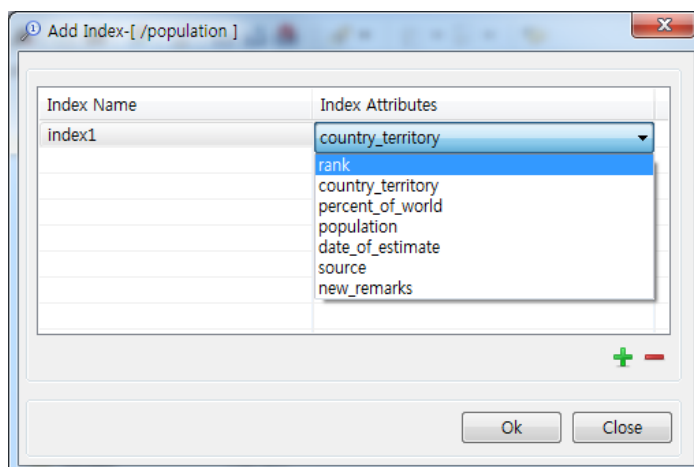 Add Index-[ /population ]
Index Name Index Attributes
index1 country_territory
rank
country_territory
percent_of_world
population
date_of_estimate
source
new_remarks
Ok Close